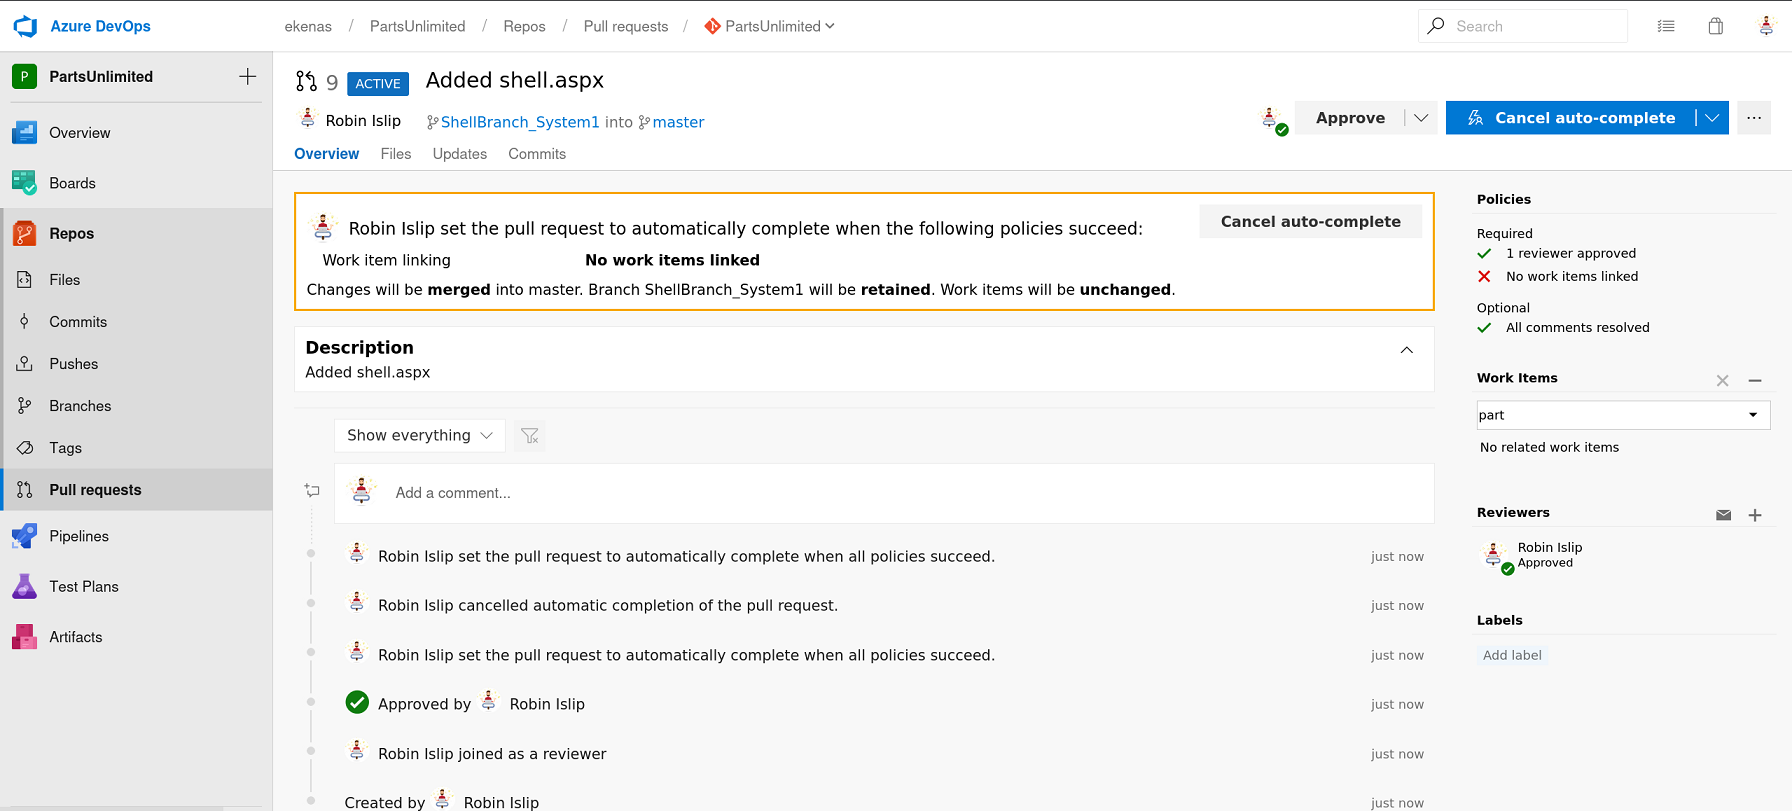 Azure DevOps
ekenas / PartsUnlimited / Repos / Pull requests / PartsUnlimited
Search
P PartsUnlimited
Overview
Boards
Repos
Files
Commits
Pushes
Branches
Tags
Pull requests
Pipelines
Test Plans
Artifacts
9 ACTIVE Added shell.aspx
Robin Islip ShellBranch_System1 into master
Approve
Cancel auto-complete
Overview Files Updates Commits
Robin Islip set the pull request to automatically complete when the following policies succeed:
Cancel auto-complete
Work item linking No work items linked
Changes will be merged into master. Branch ShellBranch_System1 will be retained. Work items will be unchanged.
Description
Added shell.aspx
Show everything
Add a comment...
Robin Islip set the pull request to automatically complete when all policies succeed. just now
Robin Islip cancelled automatic completion of the pull request. just now
Robin Islip set the pull request to automatically complete when all policies succeed. just now
Approved by Robin Islip just now
Robin Islip joined as a reviewer just now
Created by Robin Islip just now
Policies
Required
1 reviewer approved
No work items linked
Optional
All comments resolved
Work Items
part
No related work items
Reviewers
Robin Islip
Approved
Labels
Add label